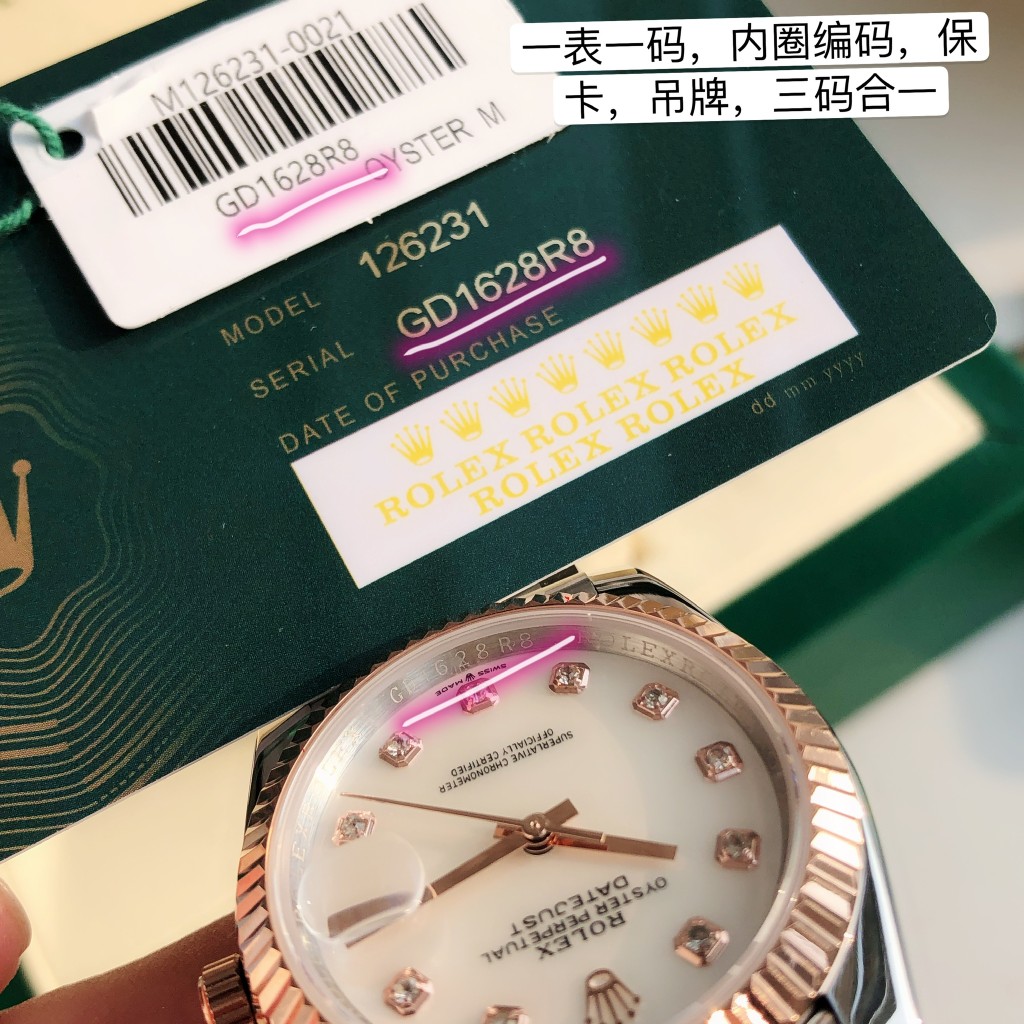 一表一码，内圈编码，保
卡，吊牌，三码合一
M126231-0021
GD1628R8 OYSTER M
MODEL 126231
SERIAL GD1628R8
DATE OF PURCHASE
ROLEX ROLEX ROLEX
ROLEX ROLEX
dd mm yyyy
628R8 ROLEX
SWISS MADE
SUPERLATIVE CHRONOMETER
OFFICIALLY CERTIFIED
ROLEX
OYSTER PERPETUAL
DATEJUST